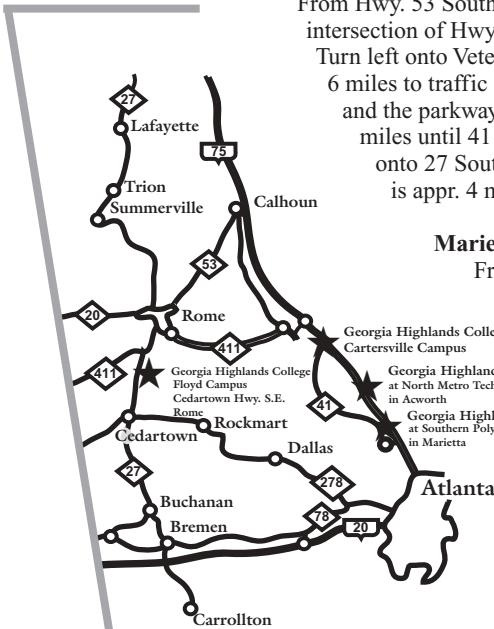 From Hwy. 53 South
intersection of Hwy
Turn left onto Vete
6 miles to traffic
and the parkway
miles until 41
onto 27 Sout
is appr. 4 m
Marie
Fr
27
Lafayette
75
Trion
Summerville
Calhoun
53
20
Rome
411
Georgia Highlands Colle
Cartersville Campus
411
Georgia Highlands College
Floyd Campus
Cedartown Hwy. S.E.
Rome
Georgia Highland
at North Metro Tech
in Acworth
41
Georgia Highl
at Southern Poly
in Marietta
Cedartown
Rockmart
Dallas
27
278
Atlanta
Buchanan
78
20
Bremen
Carrollton